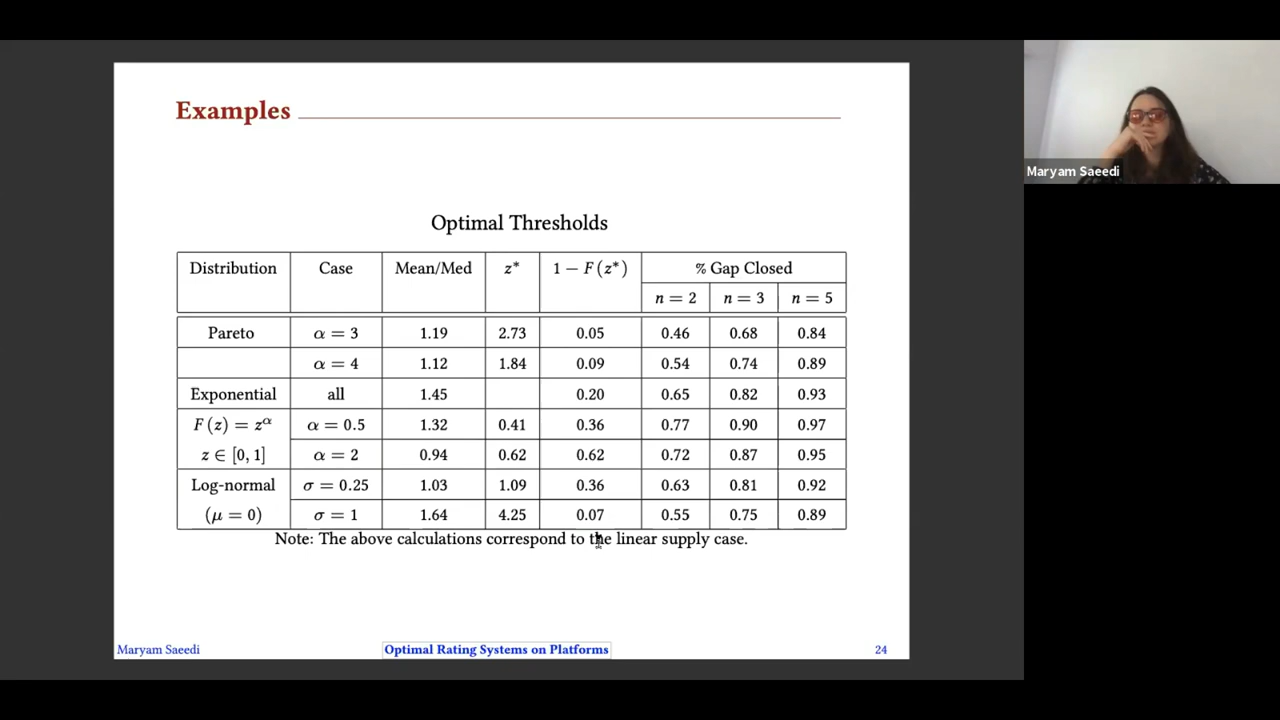 Examples
Optimal Thresholds
Distribution Case Mean/Med z* 1 − F(z*) % Gap Closed
n = 2 n = 3 n = 5
Pareto α = 3 1.19 2.73 0.05 0.46 0.68 0.84
α = 4 1.12 1.84 0.09 0.54 0.74 0.89
Exponential all 1.45 0.20 0.65 0.82 0.93
F(z) = z^α α = 0.5 1.32 0.41 0.36 0.77 0.90 0.97
z ∈ [0, 1] α = 2 0.94 0.62 0.62 0.72 0.87 0.95
Log-normal σ = 0.25 1.03 1.09 0.36 0.63 0.81 0.92
(μ = 0) σ = 1 1.64 4.25 0.07 0.55 0.75 0.89
Note: The above calculations correspond to the linear supply case.
Maryam Saeedi Optimal Rating Systems on Platforms 24
Maryam Saeedi